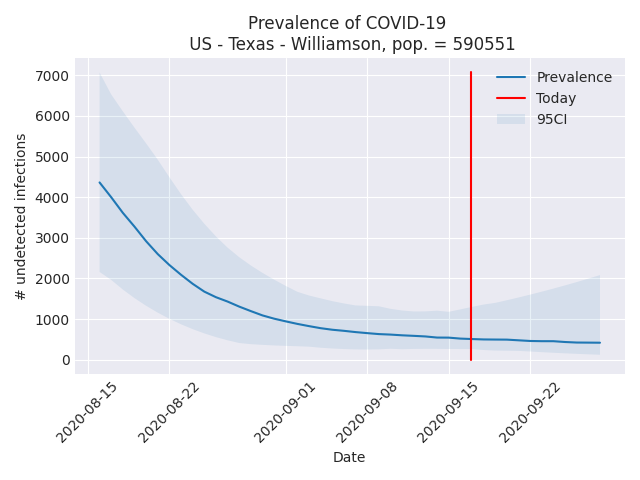 Prevalence of COVID-19
US - Texas - Williamson, pop. = 590551
Prevalence
Today
95CI
# undetected infections
7000
6000
5000
4000
3000
2000
1000
0
2020-08-15
2020-08-22
2020-09-01
2020-09-08
2020-09-15
2020-09-22
Date